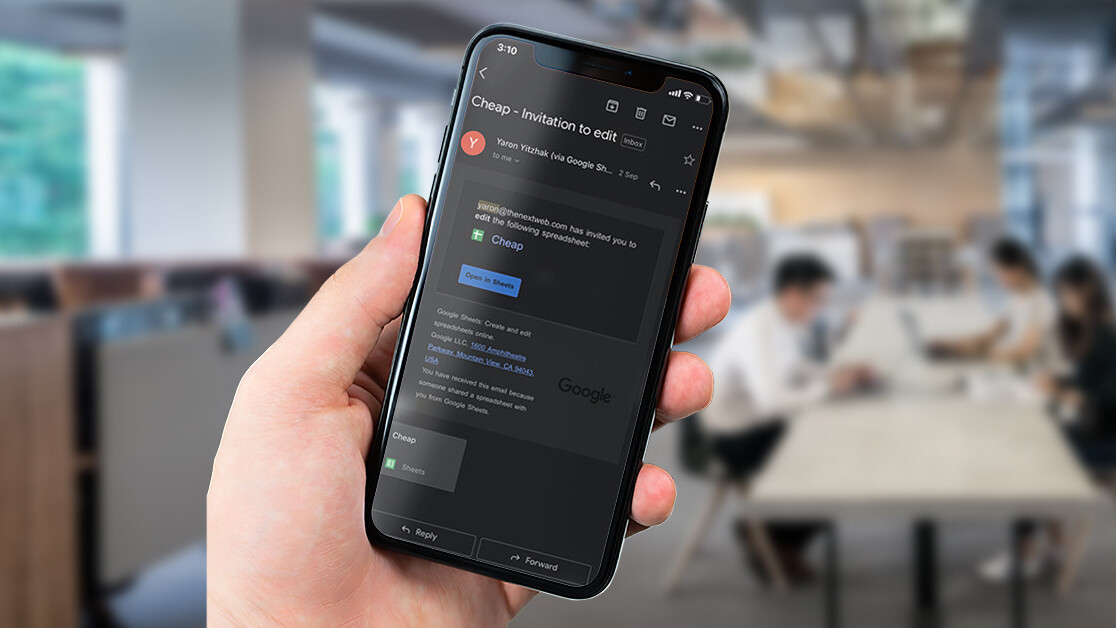 3:10
Cheap - Invitation to edit Inbox
Y
Yaron Yitzhak (via Google Sh... 2 Sep
to me
yaron@thenextweb.com has invited you to
edit the following spreadsheet:
Cheap
Open in Sheets
Google Sheets: Create and edit
spreadsheets online.
Google LLC, 1600 Amphitheatre
Parkway, Mountain View, CA 94043,
USA
You have received this email because
someone shared a spreadsheet with
you from Google Sheets.
Google
Cheap
Sheets
Reply
Forward